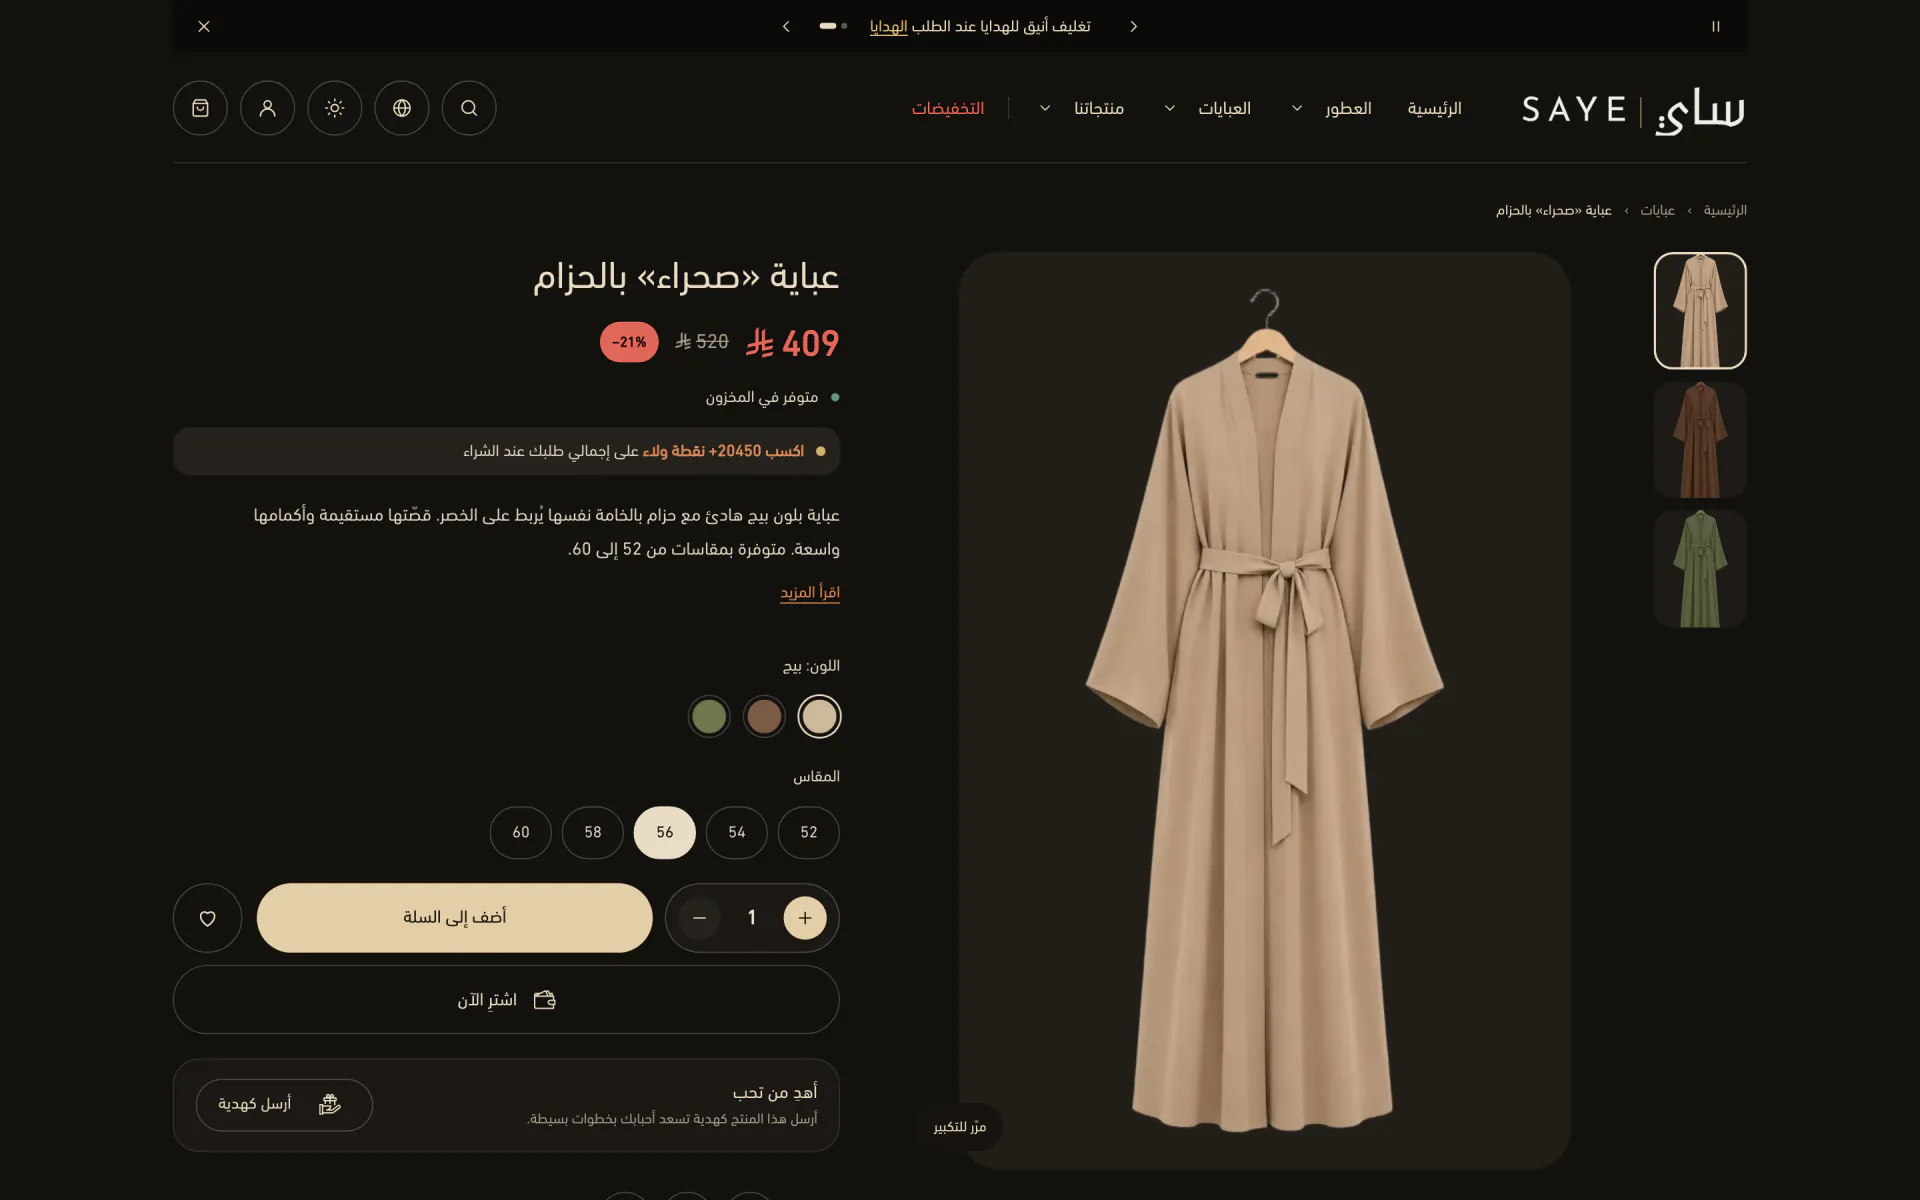 تغليف أنيق للهدايا عند الطلب الهدايا
ساي | SAYE
الرئيسية
العطور
العبايات
منتجاتنا
التخفيضات
الرئيسية › عبايات › عباية «صحراء» بالحزام
عباية «صحراء» بالحزام
409 520 −21%
متوفر في المخزون
اكسب 20450+ نقطة ولاء على إجمالي طلبك عند الشراء
عباية بلون بيج هادئ مع حزام بالخامة نفسها يُربط على الخصر. قصّتها مستقيمة وأكمامها
واسعة. متوفرة بمقاسات من 52 إلى 60.
اقرأ المزيد
اللون: بيج
المقاس
52 54 56 58 60
+ 1 −
أضف إلى السلة
اشترِ الآن
أهدِ من تحب
أرسل هذا المنتج كهدية تسعد أحبابك بخطوات بسيطة.
أرسل كهدية
مرّر للتكبير